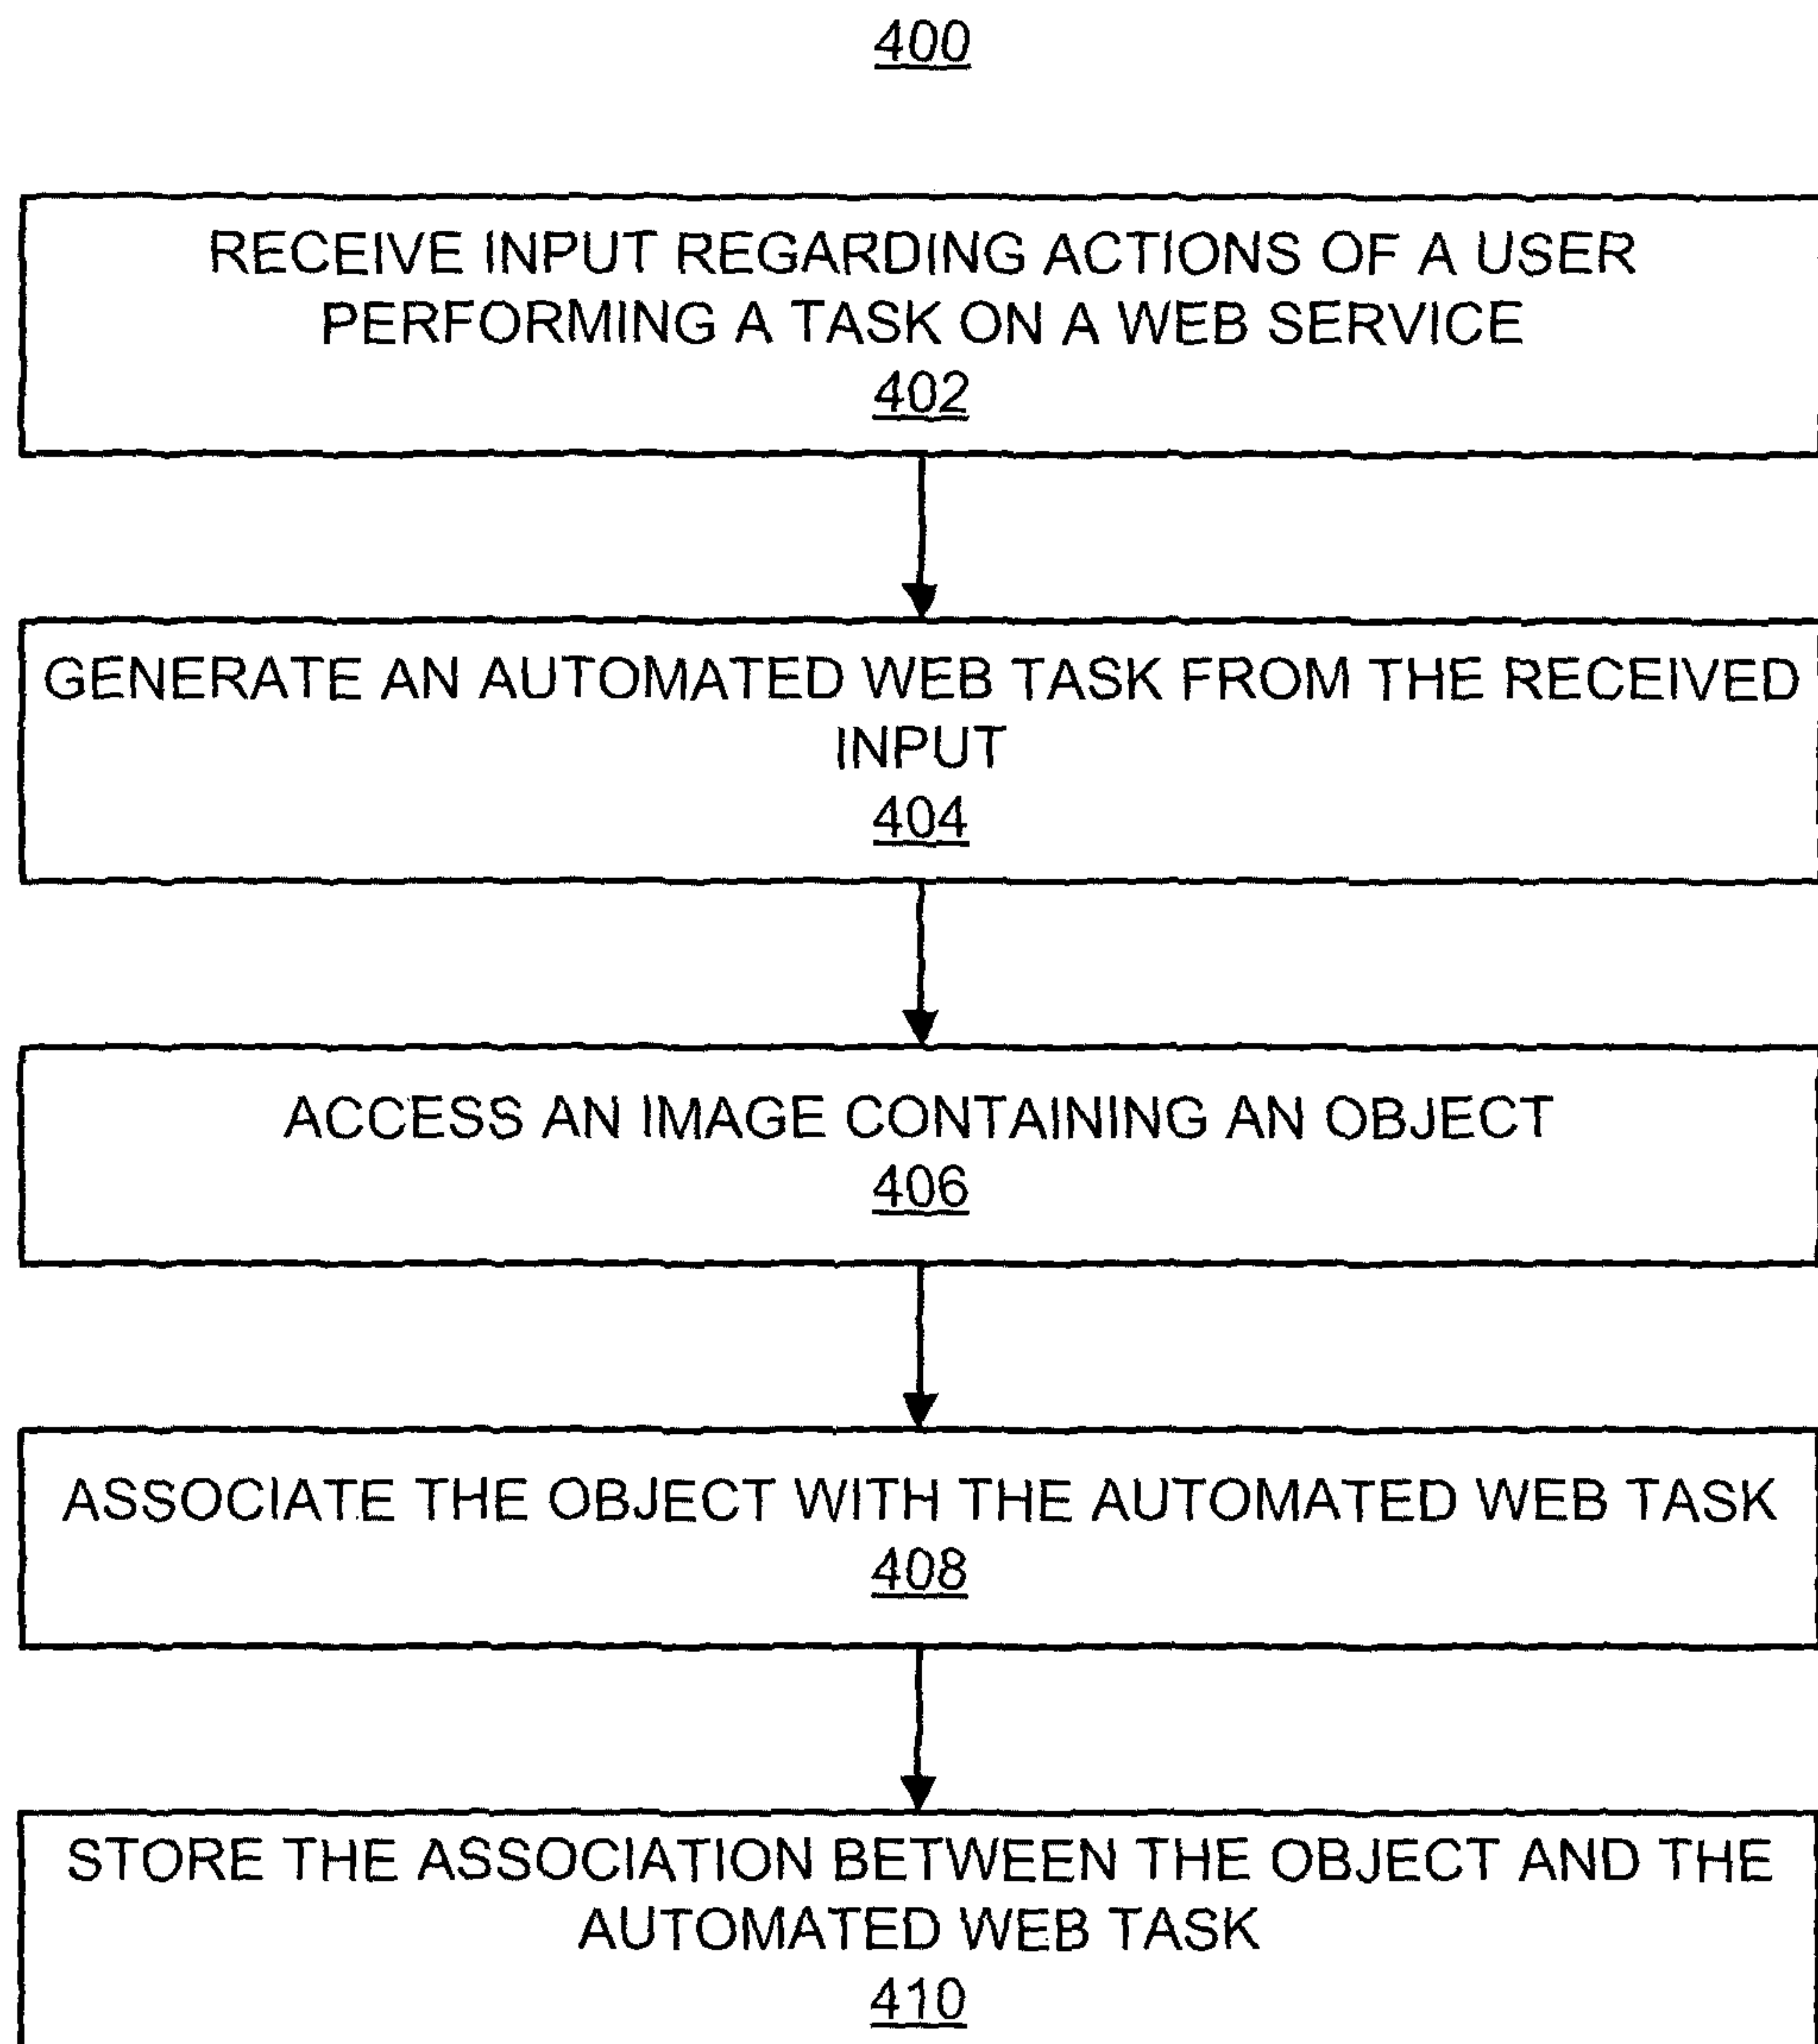 400
RECEIVE INPUT REGARDING ACTIONS OF A USER
PERFORMING A TASK ON A WEB SERVICE
402
GENERATE AN AUTOMATED WEB TASK FROM THE RECEIVED
INPUT
404
ACCESS AN IMAGE CONTAINING AN OBJECT
406
ASSOCIATE THE OBJECT WITH THE AUTOMATED WEB TASK
408
STORE THE ASSOCIATION BETWEEN THE OBJECT AND THE
AUTOMATED WEB TASK
410